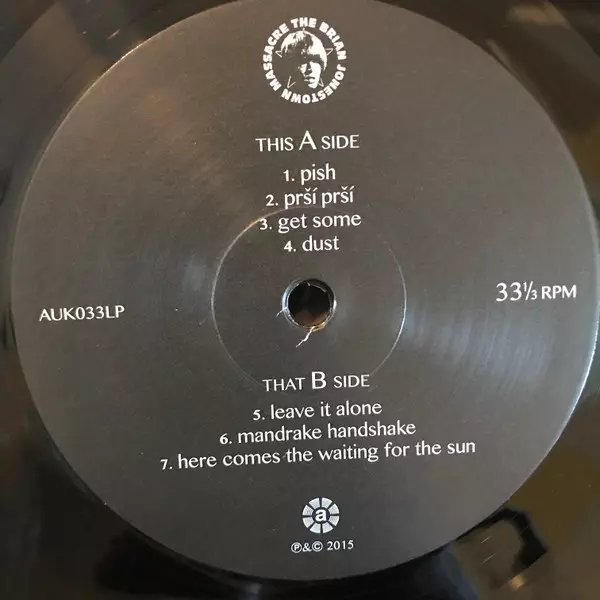 THE BRIAN JONESTOWN MASSACRE
THIS A SIDE
1. pish
2. prší prší
3. get some
4. dust
AUK033LP
33⅓ RPM
THAT B SIDE
5. leave it alone
6. mandrake handshake
7. here comes the waiting for the sun
a
℗&© 2015